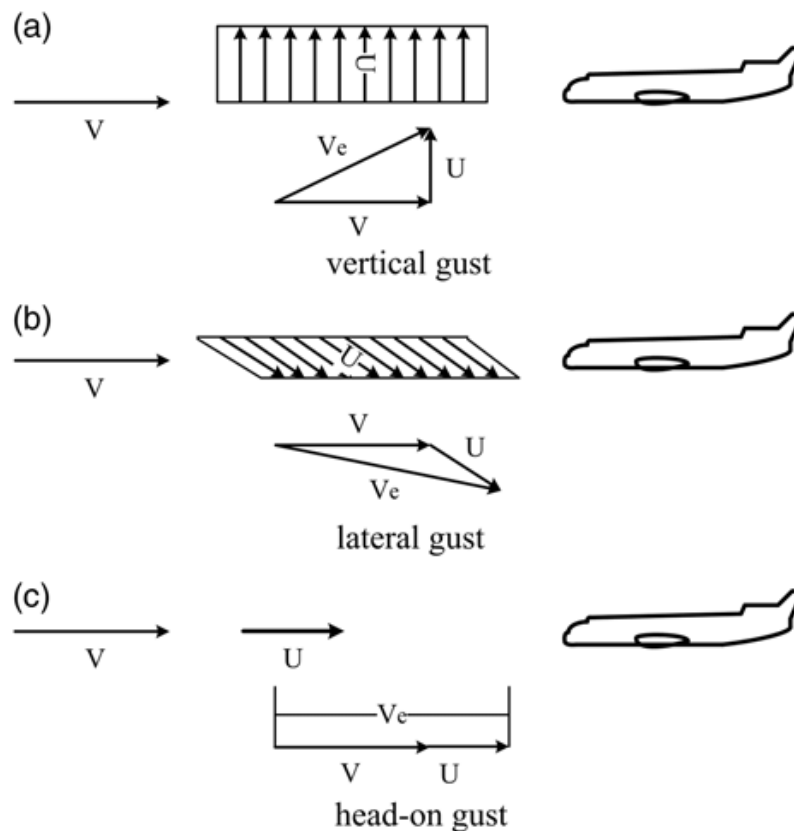 (a)
U
V
Ve
U
V
vertical gust
(b)
U
V
V
U
Ve
lateral gust
(c)
V
U
Ve
V
U
head-on gust